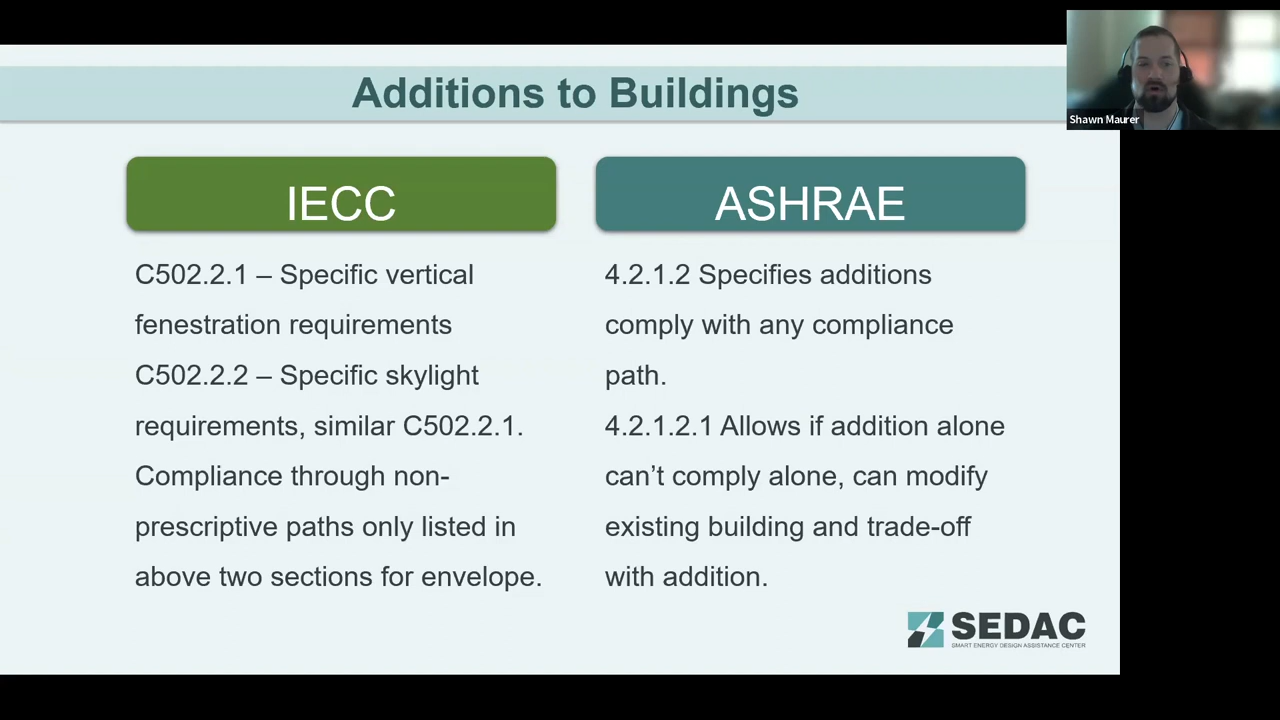 Additions to Buildings
Shawn Maurer
IECC
C502.2.1 – Specific vertical
fenestration requirements
C502.2.2 – Specific skylight
requirements, similar C502.2.1.
Compliance through non-
prescriptive paths only listed in
above two sections for envelope.
ASHRAE
4.2.1.2 Specifies additions
comply with any compliance
path.
4.2.1.2.1 Allows if addition alone
can’t comply alone, can modify
existing building and trade-off
with addition.
SEDAC
SMART ENERGY DESIGN ASSISTANCE CENTER